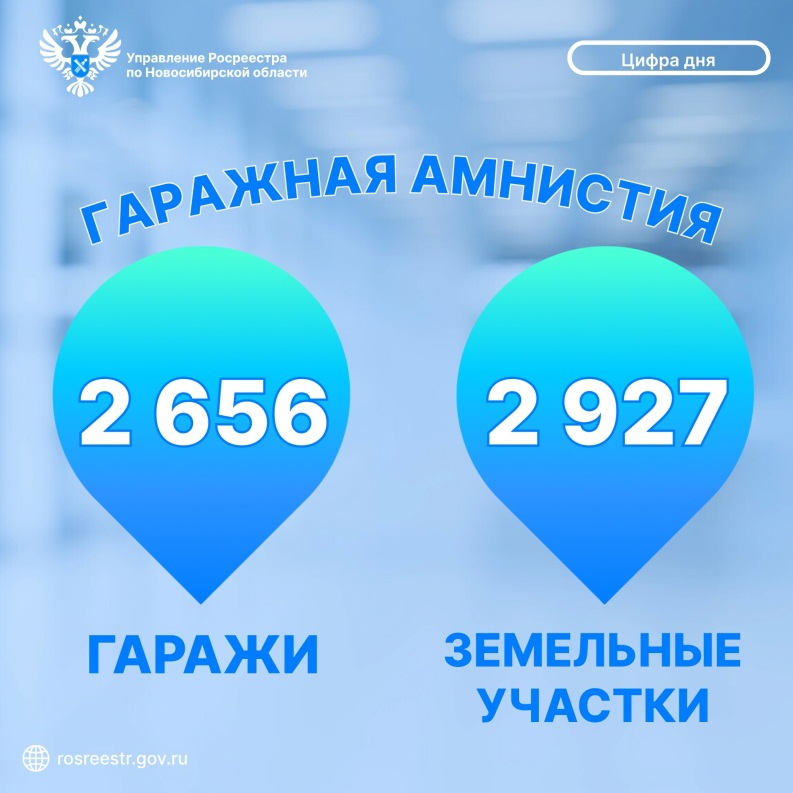 Управление Росреестра
по Новосибирской области
Цифра дня
ГАРАЖНАЯ АМНИСТИЯ
2 656
2 927
ГАРАЖИ
ЗЕМЕЛЬНЫЕ
УЧАСТКИ
rosreestr.gov.ru